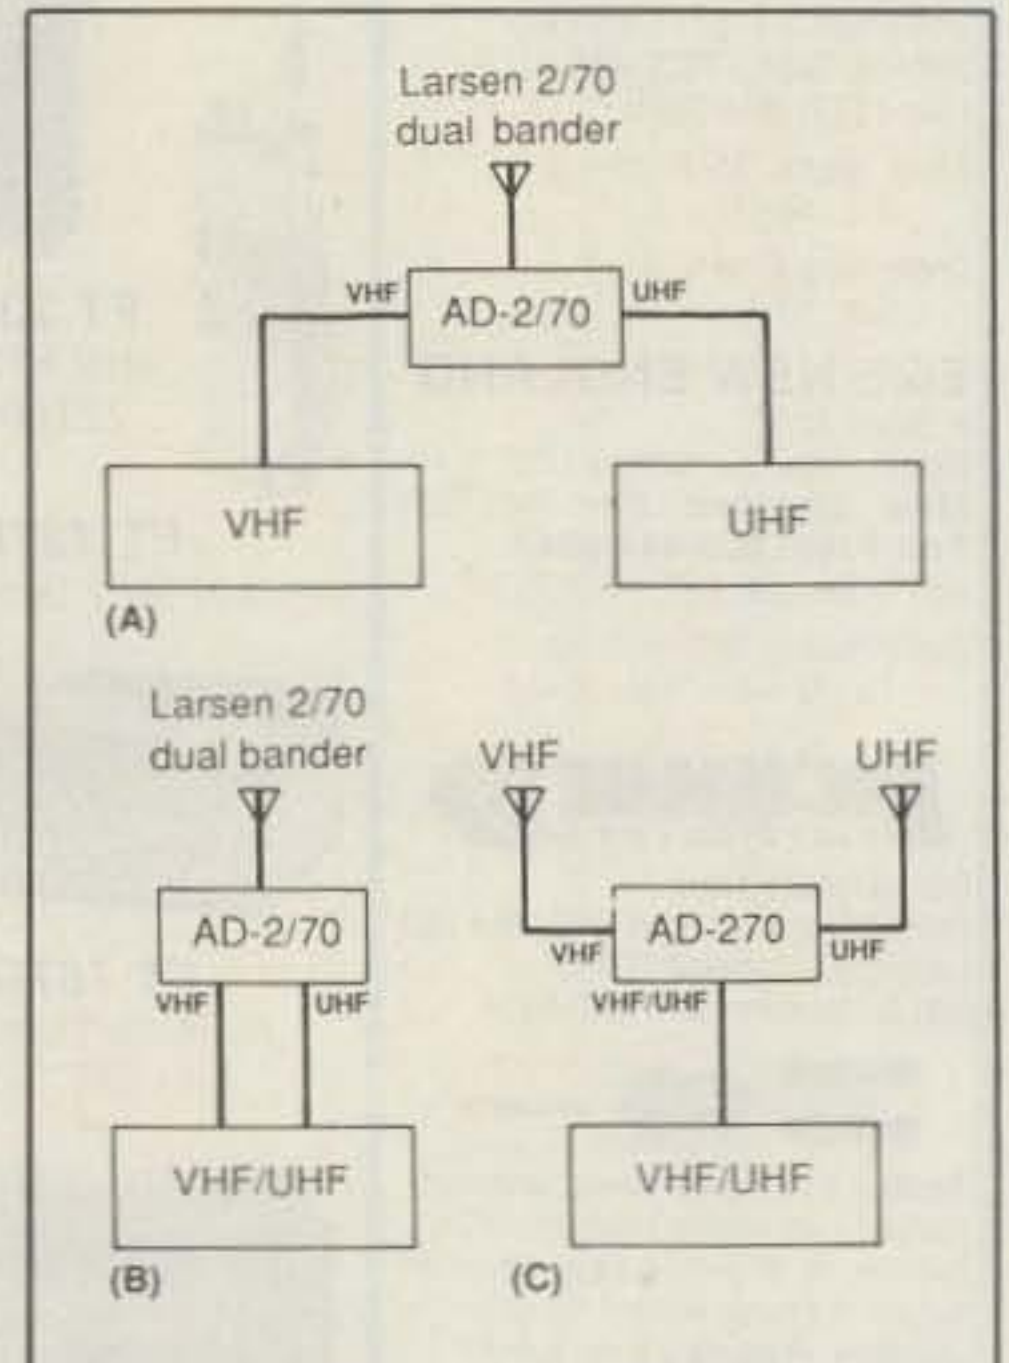 Larsen 2/70
dual bander
VHF
UHF
AD-2/70
VHF
UHF
(A)
Larsen 2/70
dual bander
AD-2/70
VHF
UHF
VHF/UHF
(B)
VHF
UHF
AD-270
VHF
UHF
VHF/UHF
VHF/UHF
(C)